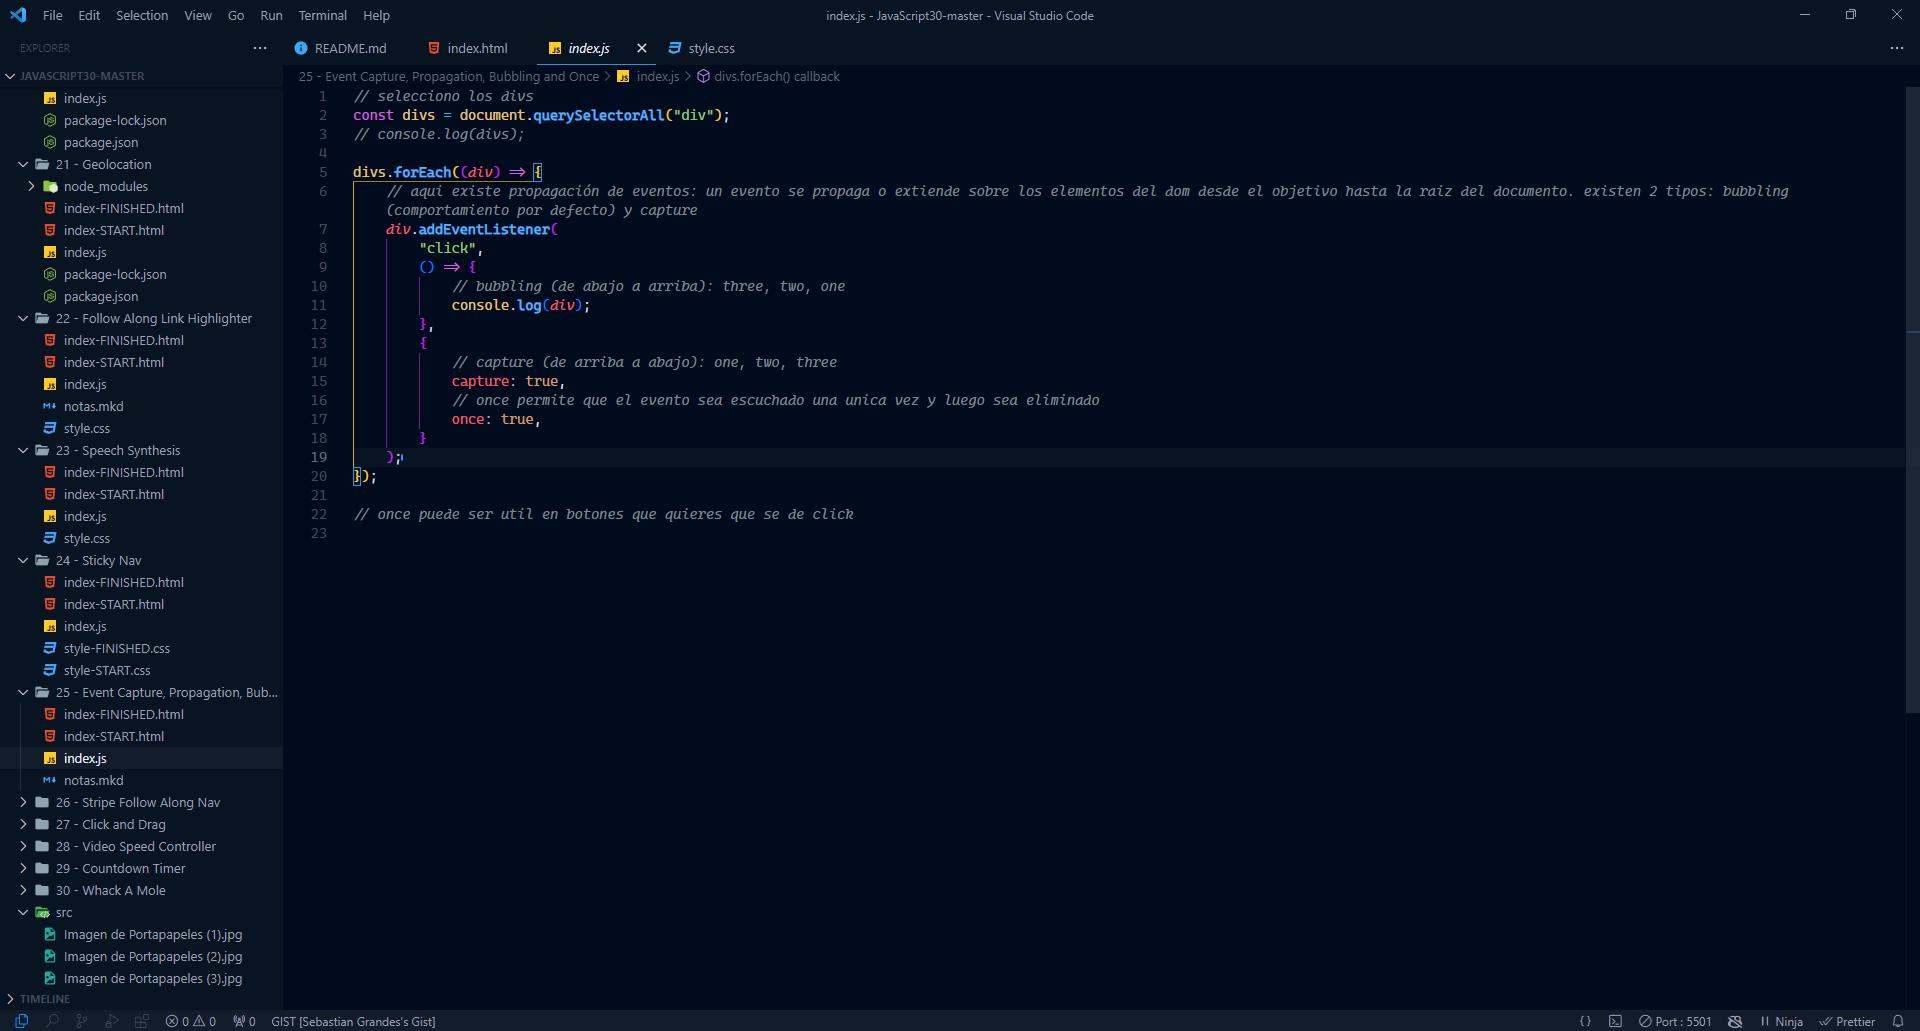 File Edit Selection View Go Run Terminal Help
index.js - JavaScript30-master - Visual Studio Code
EXPLORER
README.md
index.html
index.js
style.css
JAVASCRIPT30-MASTER
index.js
package-lock.json
package.json
21 - Geolocation
node_modules
index-FINISHED.html
index-START.html
index.js
package-lock.json
package.json
22 - Follow Along Link Highlighter
index-FINISHED.html
index-START.html
index.js
notas.mkd
style.css
23 - Speech Synthesis
index-FINISHED.html
index-START.html
index.js
style.css
24 - Sticky Nav
index-FINISHED.html
index-START.html
index.js
style-FINISHED.css
style-START.css
25 - Event Capture, Propagation, Bub...
index-FINISHED.html
index-START.html
index.js
notas.mkd
26 - Stripe Follow Along Nav
27 - Click and Drag
28 - Video Speed Controller
29 - Countdown Timer
30 - Whack A Mole
src
Imagen de Portapapeles (1).jpg
Imagen de Portapapeles (2).jpg
Imagen de Portapapeles (3).jpg
TIMELINE
25 - Event Capture, Propagation, Bubbling and Once > index.js > divs.forEach() callback
1 // selecciono los divs
2 const divs = document.querySelectorAll("div");
3 // console.log(divs);
4
5 divs.forEach((div) => {
6 // aqui existe propagación de eventos: un evento se propaga o extiende sobre los elementos del dom desde el objetivo hasta la raiz del documento. existen 2 tipos: bubbling
(comportamiento por defecto) y capture
7 div.addEventListener(
8 "click",
9 () => {
10 // bubbling (de abajo a arriba): three, two, one
11 console.log(div);
12 },
13 {
14 // capture (de arriba a abajo): one, two, three
15 capture: true,
16 // once permite que el evento sea escuchado una unica vez y luego sea eliminado
17 once: true,
18 }
19 );
20 });
21
22 // once puede ser util en botones que quieres que se de click
23
0 0 0 GIST [Sebastian Grandes's Gist]
{ } Port : 5501 Ninja Prettier